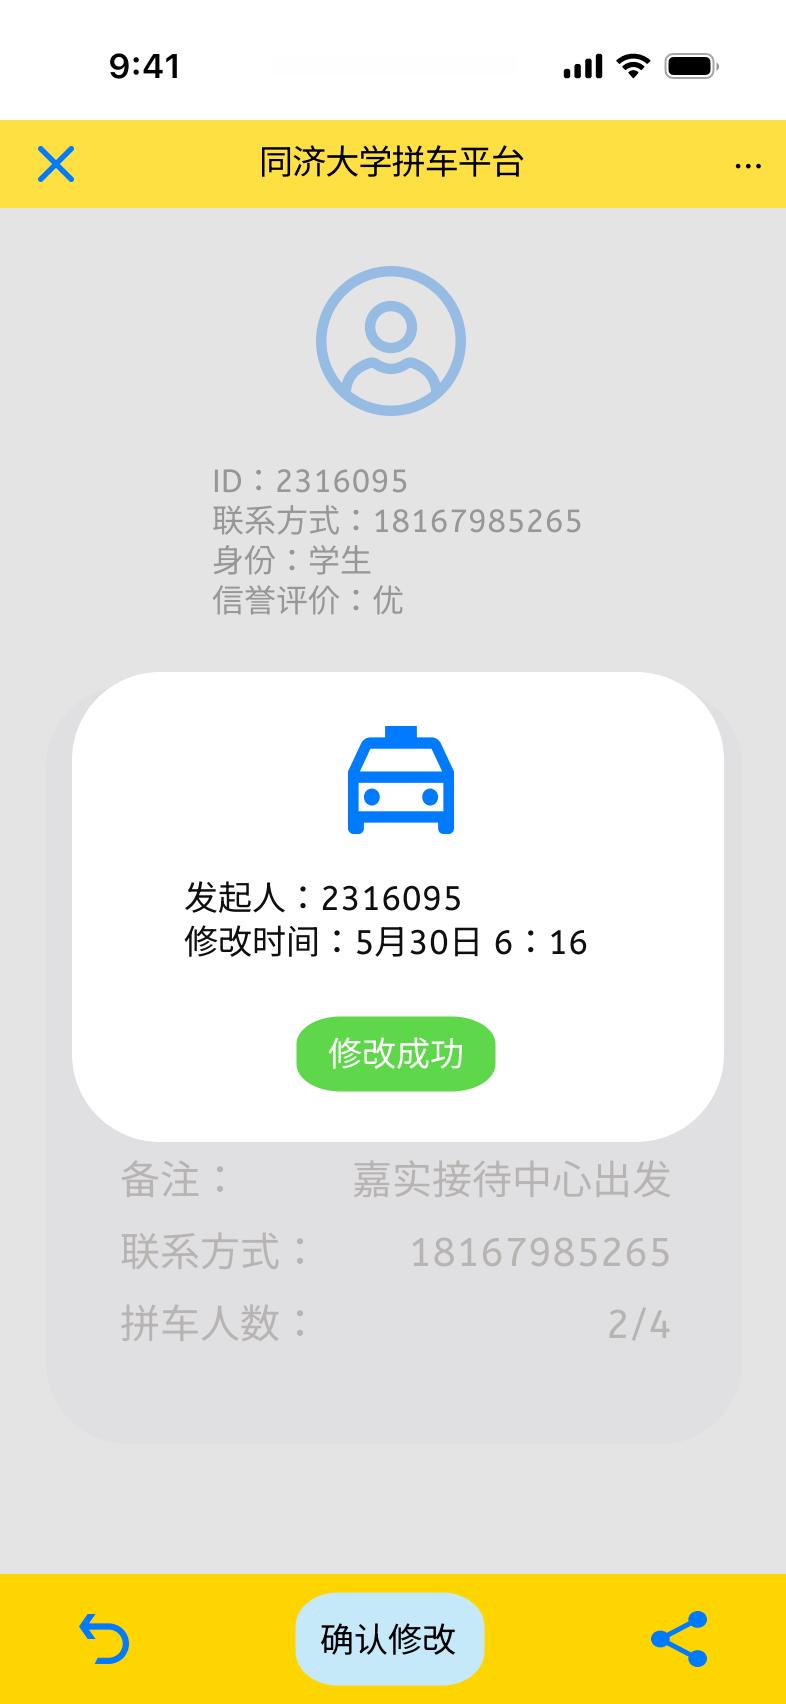 9:41
同济大学拼车平台
...
ID：2316095
联系方式：18167985265
身份：学生
信誉评价：优
发起人：2316095
修改时间：5月30日 6：16
修改成功
备注： 嘉实接待中心出发
联系方式： 18167985265
拼车人数： 2/4
确认修改